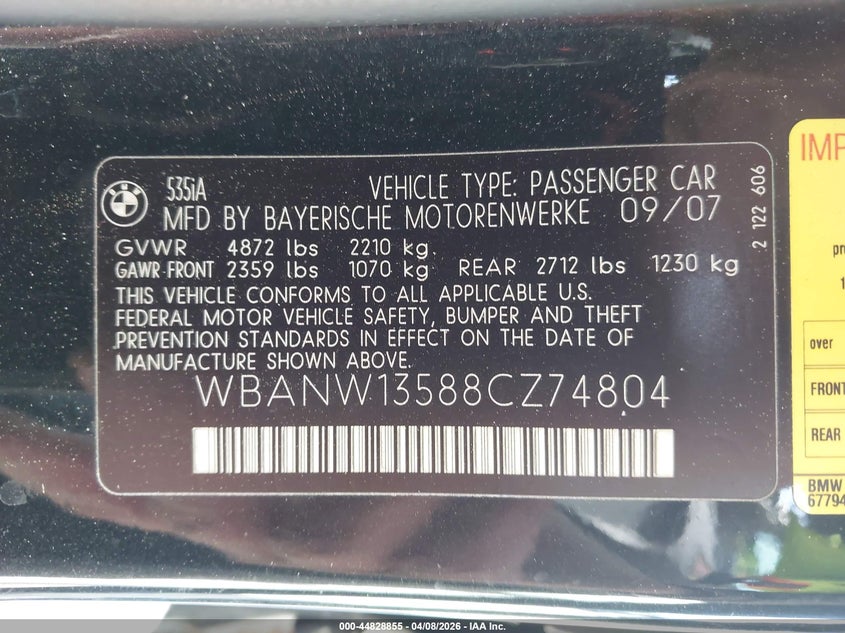 BMW
535iA
VEHICLE TYPE: PASSENGER CAR
MFD BY BAYERISCHE MOTORENWERKE 09/07
GVWR 4872 lbs 2210 kg.
GAWR FRONT 2359 lbs 1070 kg REAR 2712 lbs 1230 kg
THIS VEHICLE CONFORMS TO ALL APPLICABLE U.S.
FEDERAL MOTOR VEHICLE SAFETY, BUMPER AND THEFT
PREVENTION STANDARDS IN EFFECT ON THE DATE OF
MANUFACTURE SHOWN ABOVE.
WBANW13588CZ74804
2 122 606
IMP
pr
1
over
FRONT
REAR
BMW
67794
000-44828855 - 04/08/2026 - IAA Inc.